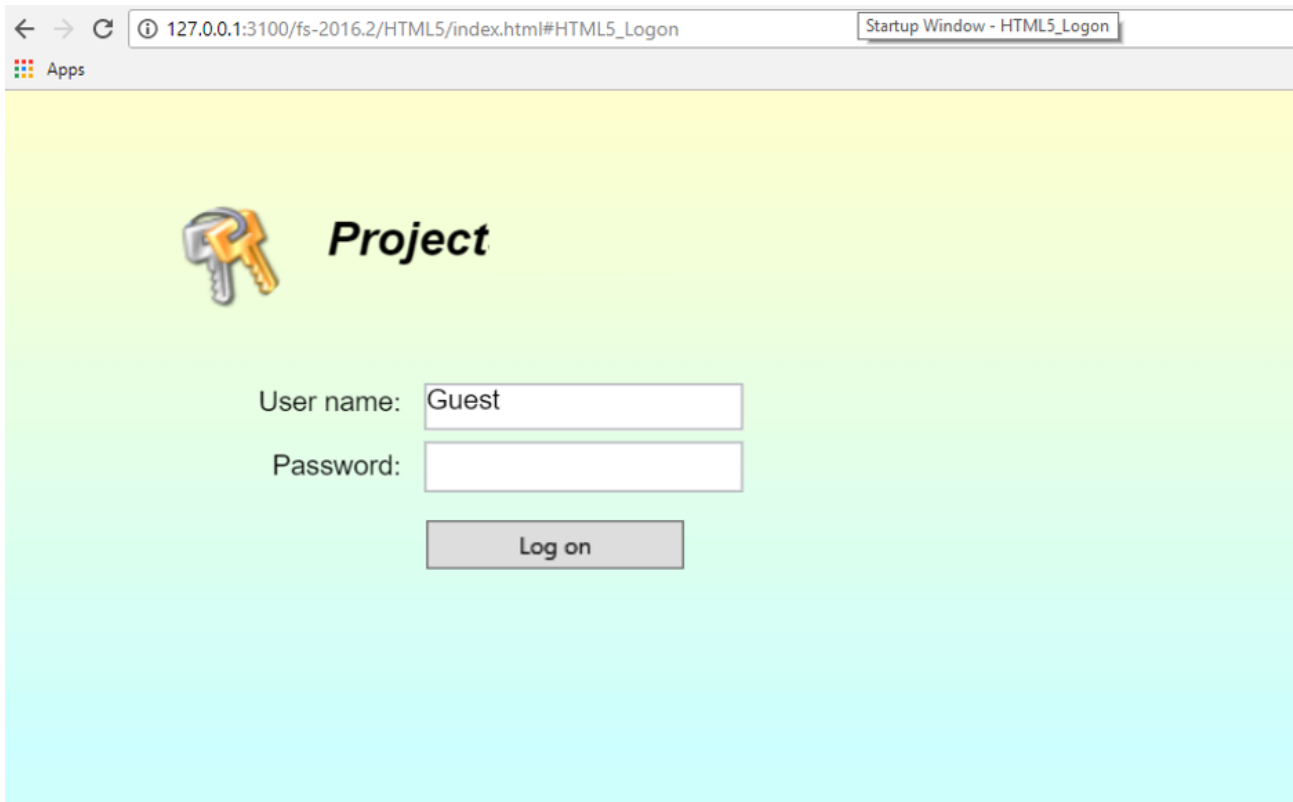 127.0.0.1:3100/fs-2016.2/HTML5/index.html#HTML5_Logon
Startup Window - HTML5_Logon
Apps
Project
User name:
Guest
Password:
Log on